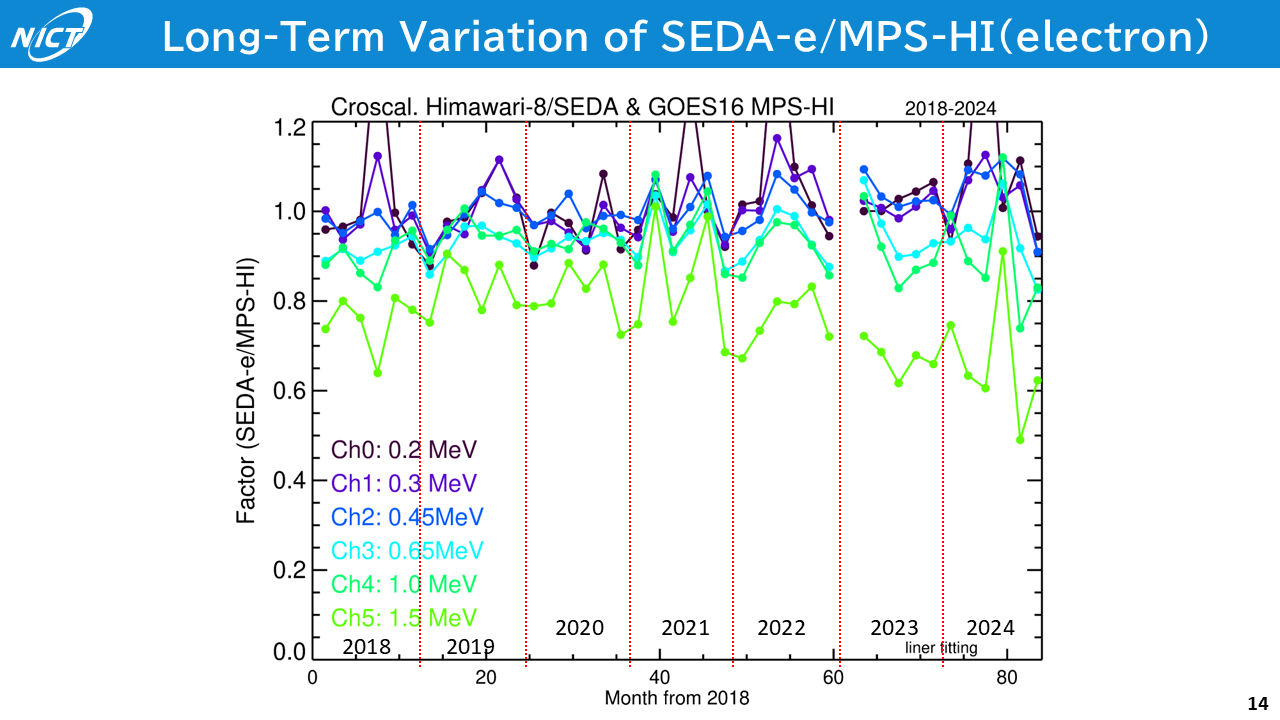 NICT
Long-Term Variation of SEDA-e/MPS-HI(electron)
Croscal. Himawari-8/SEDA & GOES16 MPS-HI
2018-2024
1.2
1.0
0.8
0.6
0.4
0.2
0.0
Factor (SEDA-e/MPS-HI)
Ch0: 0.2 MeV
Ch1: 0.3 MeV
Ch2: 0.45MeV
Ch3: 0.65MeV
Ch4: 1.0 MeV
Ch5: 1.5 MeV
2018
2019
2020
2021
2022
2023
2024
liner fitting
0
20
40
60
80
Month from 2018
14